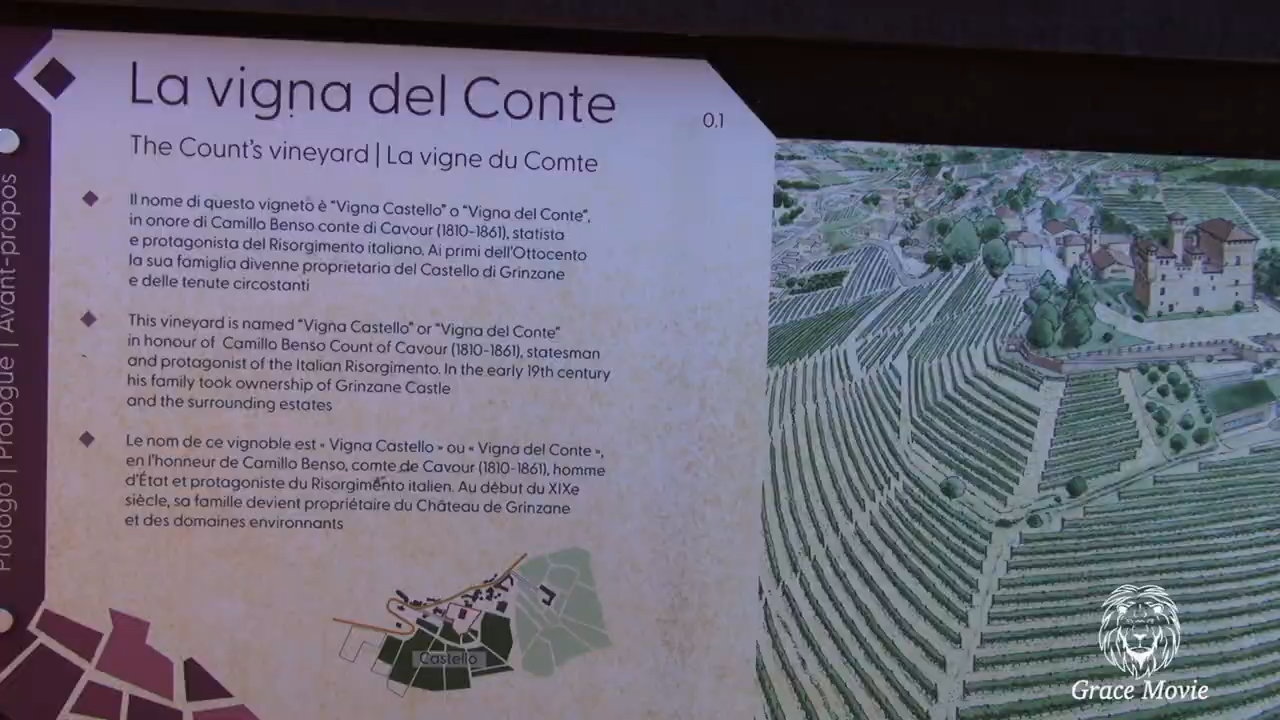 La vigna del Conte
0.1
The Count's vineyard | La vigne du Comte
Il nome di questo vigneto è “Vigna Castello” o “Vigna del Conte”,
in onore di Camillo Benso conte di Cavour (1810-1861), statista
e protagonista del Risorgimento italiano. Ai primi dell'Ottocento
la sua famiglia divenne proprietaria del Castello di Grinzane
e delle tenute circostanti
This vineyard is named “Vigna Castello” or “Vigna del Conte”
in honour of Camillo Benso Count of Cavour (1810-1861), statesman
and protagonist of the Italian Risorgimento. In the early 19th century
his family took ownership of Grinzane Castle
and the surrounding estates
Le nom de ce vignoble est « Vigna Castello » ou « Vigna del Conte »,
en l'honneur de Camillo Benso, comte de Cavour (1810-1861), homme
d'État et protagoniste du Risorgimento italien. Au début du XIXe
siècle, sa famille devient propriétaire du Château de Grinzane
et des domaines environnants
Castello
Prologo | Prologue | Avant-propos
Grace Movie